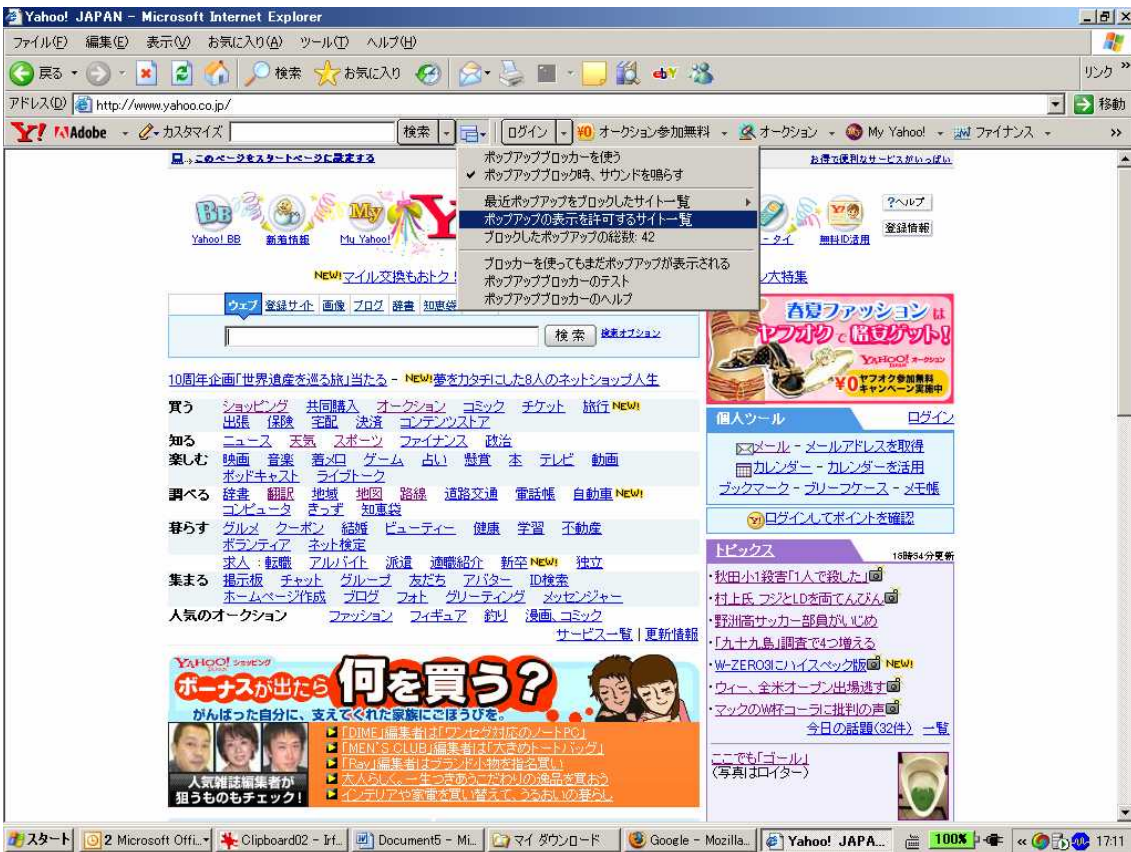 Yahoo! JAPAN - Microsoft Internet Explorer
ファイル(F) 編集(E) 表示(V) お気に入り(A) ツール(T) ヘルプ(H)
戻る 検索 お気に入り リンク
アドレス(D) http://www.yahoo.co.jp/ 移動
Y! Adobe カスタマイズ 検索 ログイン オークション参加無料 オークション My Yahoo! ファイナンス
このページをスタートページに設定する
お得で便利なサービスがいっぱい
ポップアップブロッカーを使う
ポップアップブロック時、サウンドを鳴らす
最近ポップアップをブロックしたサイト一覧
ポップアップの表示を許可するサイト一覧
ブロックしたポップアップの総数: 42
ブロッカーを使ってもまだポップアップが表示される
ポップアップブロッカーのテスト
ポップアップブロッカーのヘルプ
BB My Y
Yahoo! BB 新着情報 My Yahoo!
- タイ 無料ID活用
?ヘルプ
登録情報
NEW!マイル交換もおトク!
ン大特集
ウェブ 登録サイト 画像 ブログ 辞書 知恵袋
検索 検索オプション
10周年企画「世界遺産を巡る旅」当たる - NEW!夢をカタチにした8人のネットショップ人生
買う ショッピング 共同購入 オークション コミック チケット 旅行 NEW!
出張 保険 宅配 決済 コンテンツストア
知る ニュース 天気 スポーツ ファイナンス 政治
楽しむ 映画 音楽 着メロ ゲーム 占い 懸賞 本 テレビ 動画
ポッドキャスト ライブトーク
調べる 辞書 翻訳 地域 地図 路線 道路交通 電話帳 自動車 NEW!
コンピュータ きっず 知恵袋
暮らす グルメ クーポン 結婚 ビューティー 健康 学習 不動産
ボランティア ネット検定
求人 : 転職 アルバイト 派遣 適職紹介 新卒 NEW! 独立
集まる 掲示板 チャット グループ 友だち アバター ID検索
ホームページ作成 ブログ フォト グリーティング メッセンジャー
人気のオークション ファッション フィギュア 釣り 漫画、コミック
サービス一覧 | 更新情報
YAHOO! ショッピング
ボーナスが出たら 何を買う?
がんばった自分に、支えてくれた家族にごほうびを。
人気雑誌編集者が
狙うものもチェック!
「DIME」編集者は「ワンセグ対応のノートPC」
「MEN'S CLUB」編集者は「大きめトートバッグ」
「Ray」編集者はブランド小物を指名買い
大人らしく。一生つきあうこだわりの逸品を買おう
インテリアや家電を買い替えて、うるおいの暮らし
春夏ファッションは
ヤフオクで格安ゲット!
YAHOO! オークション
¥0 ヤフオク参加無料
キャンペーン実施中
個人ツール ログイン
メール - メールアドレスを取得
カレンダー - カレンダーを活用
ブックマーク - ブリーフケース - メモ帳
ログインしてポイントを確認
トピックス 16時54分更新
・秋田小1殺害「1人で殺した」
・村上氏 フジとLDを両てんびん
・野洲高サッカー部員がいじめ
・「九十九島」調査で4つ増える
・W-ZERO3にハイスペック版 NEW!
・ウィー、全米オープン出場逃す
・マックのW杯コーラに批判の声
今日の話題(32件) 一覧
ここでも「ゴール」
(写真はロイター)
スタート 2 Microsoft Offi... Clipboard02 - Irf... Document5 - Mi... マイ ダウンロード Google - Mozilla... Yahoo! JAPA... 100% 17:11